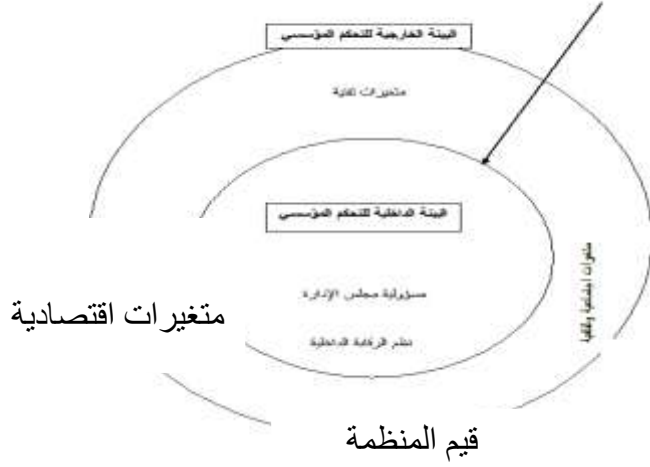 البيئة الخارجية للتحكم المؤسسي
متغيرات تقنية
البيئة الداخلية للتحكم المؤسسي
متغيرات اجتماعية وثقافية
مسؤولية مجلس الإدارة
متغيرات اقتصادية
نظم الرقابة الداخلية
قيم المنظمة